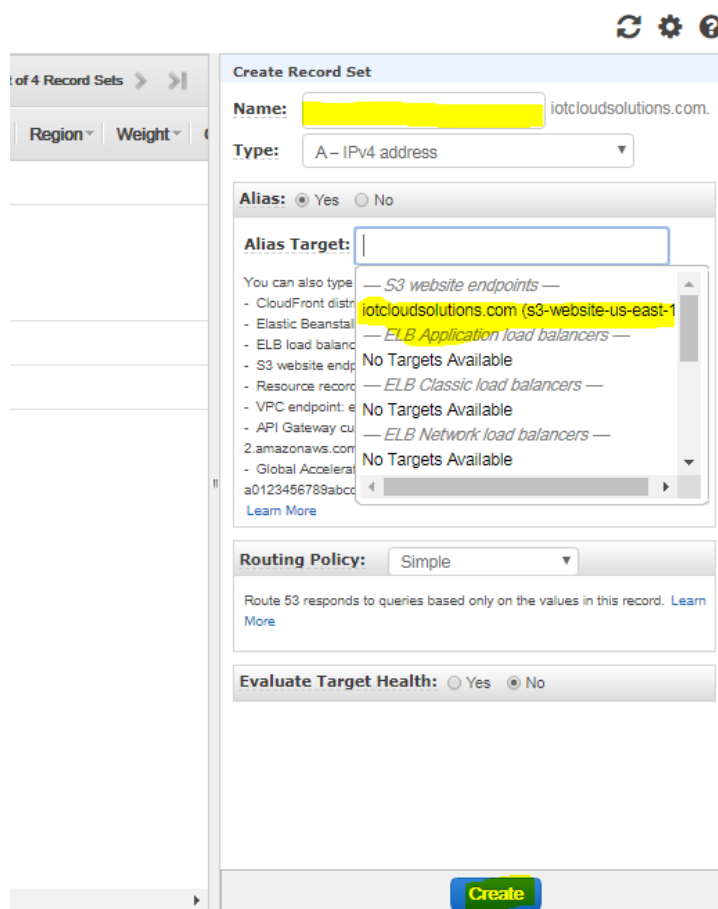 of 4 Record Sets
Region Weight
Create Record Set
Name: iotcloudsolutions.com.
Type: A – IPv4 address
Alias: Yes No
Alias Target:
You can also type
- CloudFront distr
- Elastic Beanstal
- ELB load balanc
- S3 website endp
- Resource record
- VPC endpoint: e
- API Gateway cu
2.amazonaws.com
- Global Accelerat
a0123456789abcd
Learn More
— S3 website endpoints —
iotcloudsolutions.com (s3-website-us-east-1
— ELB Application load balancers —
No Targets Available
— ELB Classic load balancers —
No Targets Available
— ELB Network load balancers —
No Targets Available
Routing Policy: Simple
Route 53 responds to queries based only on the values in this record. Learn
More
Evaluate Target Health: Yes No
Create